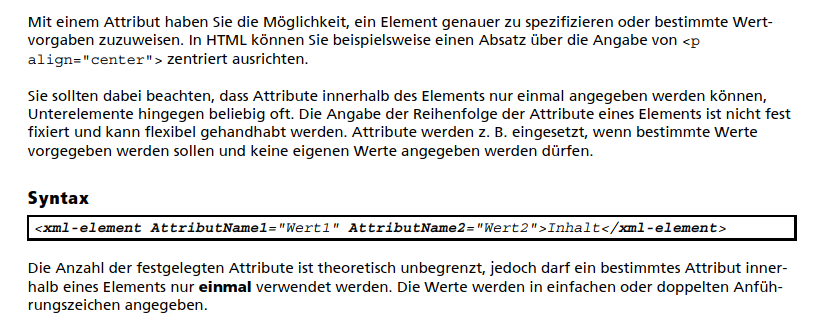 Mit einem Attribut haben Sie die Möglichkeit, ein Element genauer zu spezifizieren oder bestimmte Wert-
vorgaben zuzuweisen. In HTML können Sie beispielsweise einen Absatz über die Angabe von <p
align="center"> zentriert ausrichten.
Sie sollten dabei beachten, dass Attribute innerhalb des Elements nur einmal angegeben werden können,
Unterelemente hingegen beliebig oft. Die Angabe der Reihenfolge der Attribute eines Elements ist nicht fest
fixiert und kann flexibel gehandhabt werden. Attribute werden z. B. eingesetzt, wenn bestimmte Werte
vorgegeben werden sollen und keine eigenen Werte angegeben werden dürfen.
Syntax
<xml-element AttributName1="Wert1" AttributName2="Wert2">Inhalt</xml-element>
Die Anzahl der festgelegten Attribute ist theoretisch unbegrenzt, jedoch darf ein bestimmtes Attribut inner-
halb eines Elements nur einmal verwendet werden. Die Werte werden in einfachen oder doppelten Anfüh-
rungszeichen angegeben.